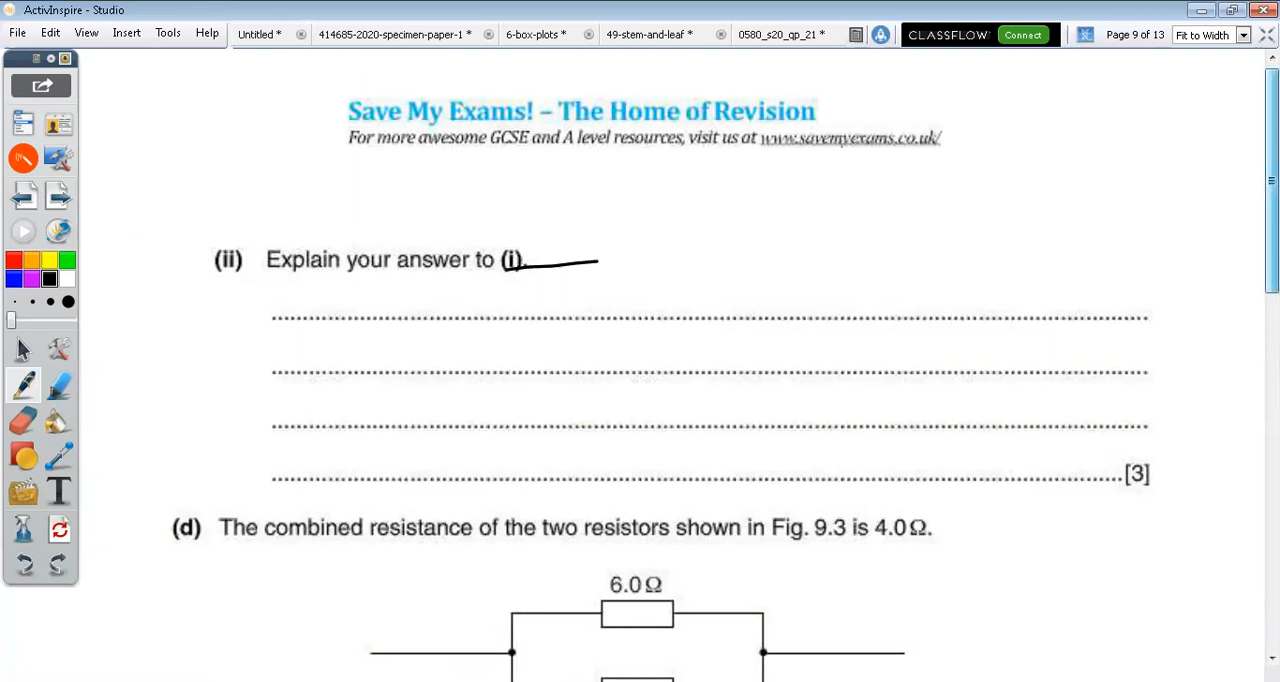 ActivInspire - Studio
File Edit View Insert Tools Help Untitled * 414685-2020-specimen-paper-1 * 6-box-plots * 49-stem-and-leaf * 0580_s20_qp_21 * CLASSFLOW Connect Page 9 of 13 Fit to Width
Save My Exams! – The Home of Revision
For more awesome GCSE and A level resources, visit us at www.savemyexams.co.uk/
(ii) Explain your answer to (i).
[3]
(d) The combined resistance of the two resistors shown in Fig. 9.3 is 4.0 Ω.
6.0 Ω